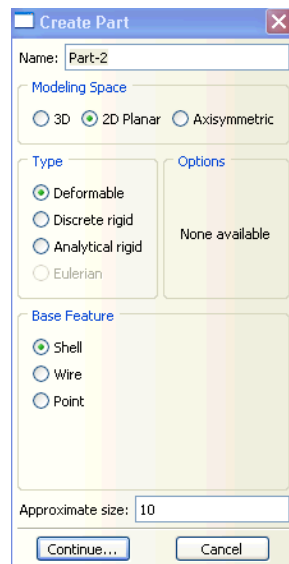 Create Part
Name: Part-2
Modeling Space
3D 2D Planar Axisymmetric
Type
Options
Deformable
Discrete rigid
Analytical rigid
Eulerian
None available
Base Feature
Shell
Wire
Point
Approximate size: 10
Continue... Cancel